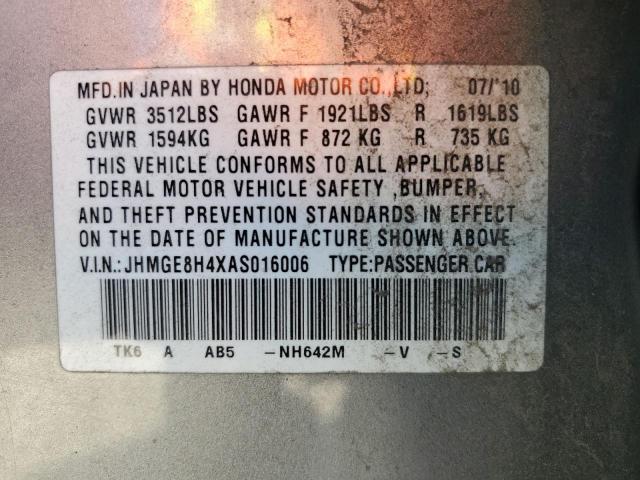 MFD.IN JAPAN BY HONDA MOTOR CO.,LTD; 07/'10
GVWR 3512LBS GAWR F 1921LBS R 1619LBS
GVWR 1594KG GAWR F 872 KG R 735 KG
THIS VEHICLE CONFORMS TO ALL APPLICABLE
FEDERAL MOTOR VEHICLE SAFETY ,BUMPER,
AND THEFT PREVENTION STANDARDS IN EFFECT
ON THE DATE OF MANUFACTURE SHOWN ABOVE.
V.I.N.:JHMGE8H4XAS016006 TYPE:PASSENGER CAR
TK6 A AB5 -NH642M -V -S